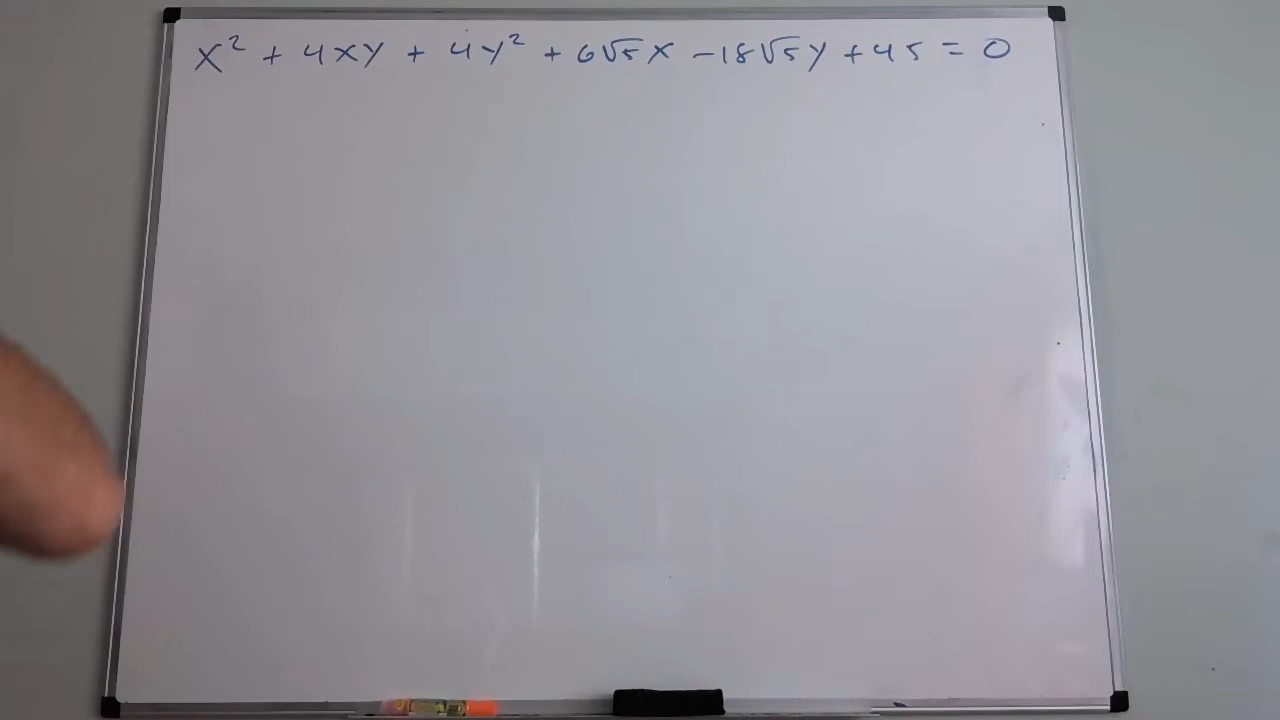 x² + 4xy + 4y² + 6√5x - 18√5y + 45 = 0